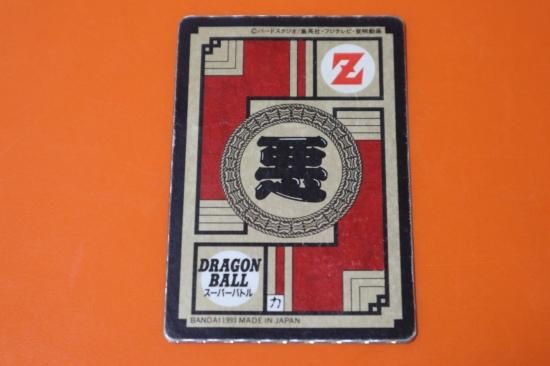 ©バードスタジオ/集英社・フジテレビ・東映動画
Z
悪
DRAGON
BALL
スーパーバトル
力
BANDAI 1993 MADE IN JAPAN